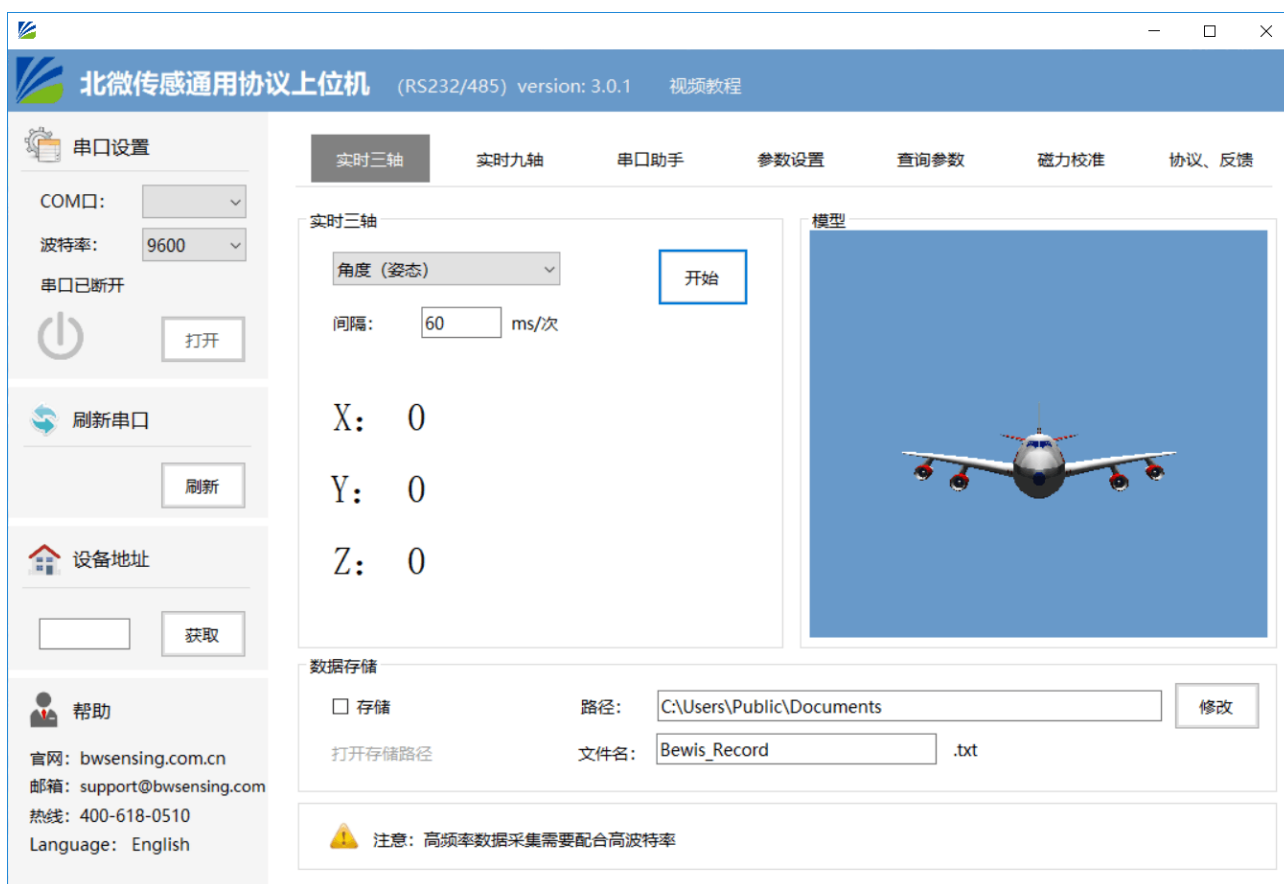 北微传感通用协议上位机 (RS232/485) version: 3.0.1 视频教程
串口设置
COM口:
波特率: 9600
串口已断开
打开
刷新串口
刷新
设备地址
获取
帮助
官网: bwsensing.com.cn
邮箱: support@bwsensing.com
热线: 400-618-0510
Language: English
实时三轴 实时九轴 串口助手 参数设置 查询参数 磁力校准 协议、反馈
实时三轴
角度（姿态） 开始
间隔: 60 ms/次
X: 0
Y: 0
Z: 0
模型
数据存储
存储 路径: C:\Users\Public\Documents 修改
打开存储路径 文件名: Bewis_Record .txt
注意：高频率数据采集需要配合高波特率